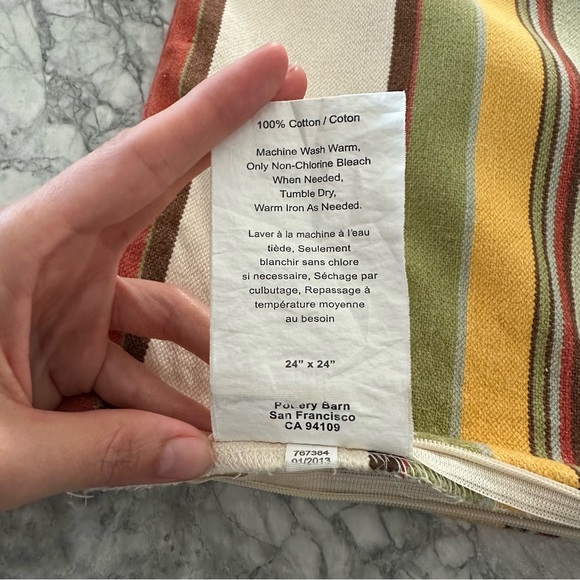 100% Cotton / Coton
Machine Wash Warm,
Only Non-Chlorine Bleach
When Needed,
Tumble Dry,
Warm Iron As Needed.
Laver à la machine à l'eau
tiède, Seulement
blanchir sans chlore
si necessaire, Séchage par
culbutage, Repassage à
température moyenne
au besoin
24" x 24"
Pottery Barn
San Francisco
CA 94109
767364
01/2013